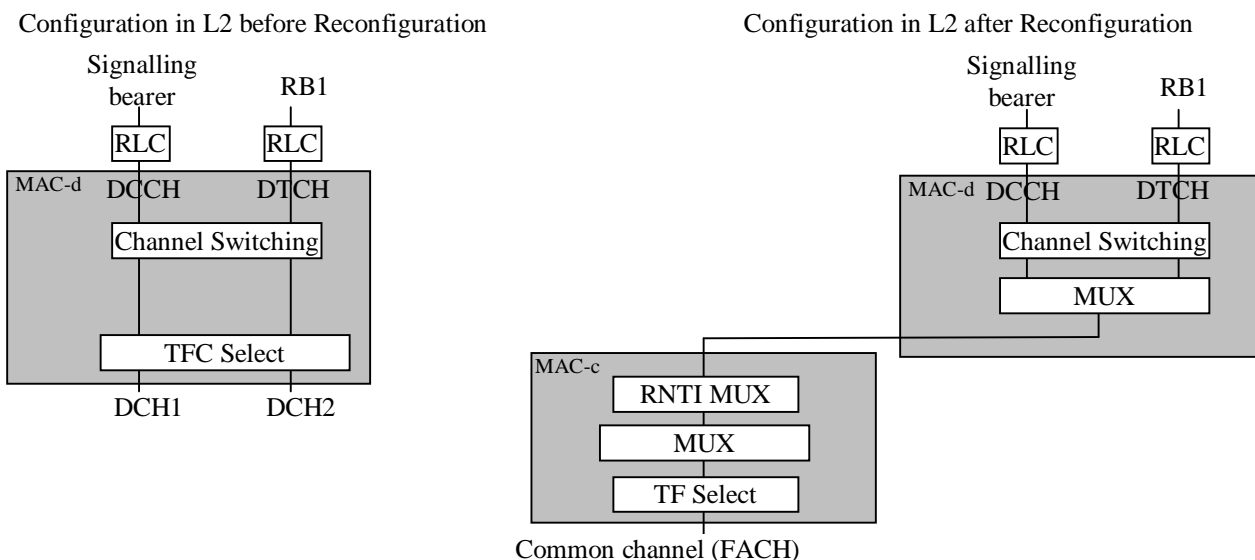 Configuration in L2 before Reconfiguration
Signalling
bearer
RB1
RLC
RLC
MAC-d
DCCH
DTCH
Channel Switching
TFC Select
DCH1
DCH2
Configuration in L2 after Reconfiguration
Signalling
bearer
RB1
RLC
RLC
MAC-d
DCCH
DTCH
Channel Switching
MUX
MAC-c
RNTI MUX
MUX
TF Select
Common channel (FACH)